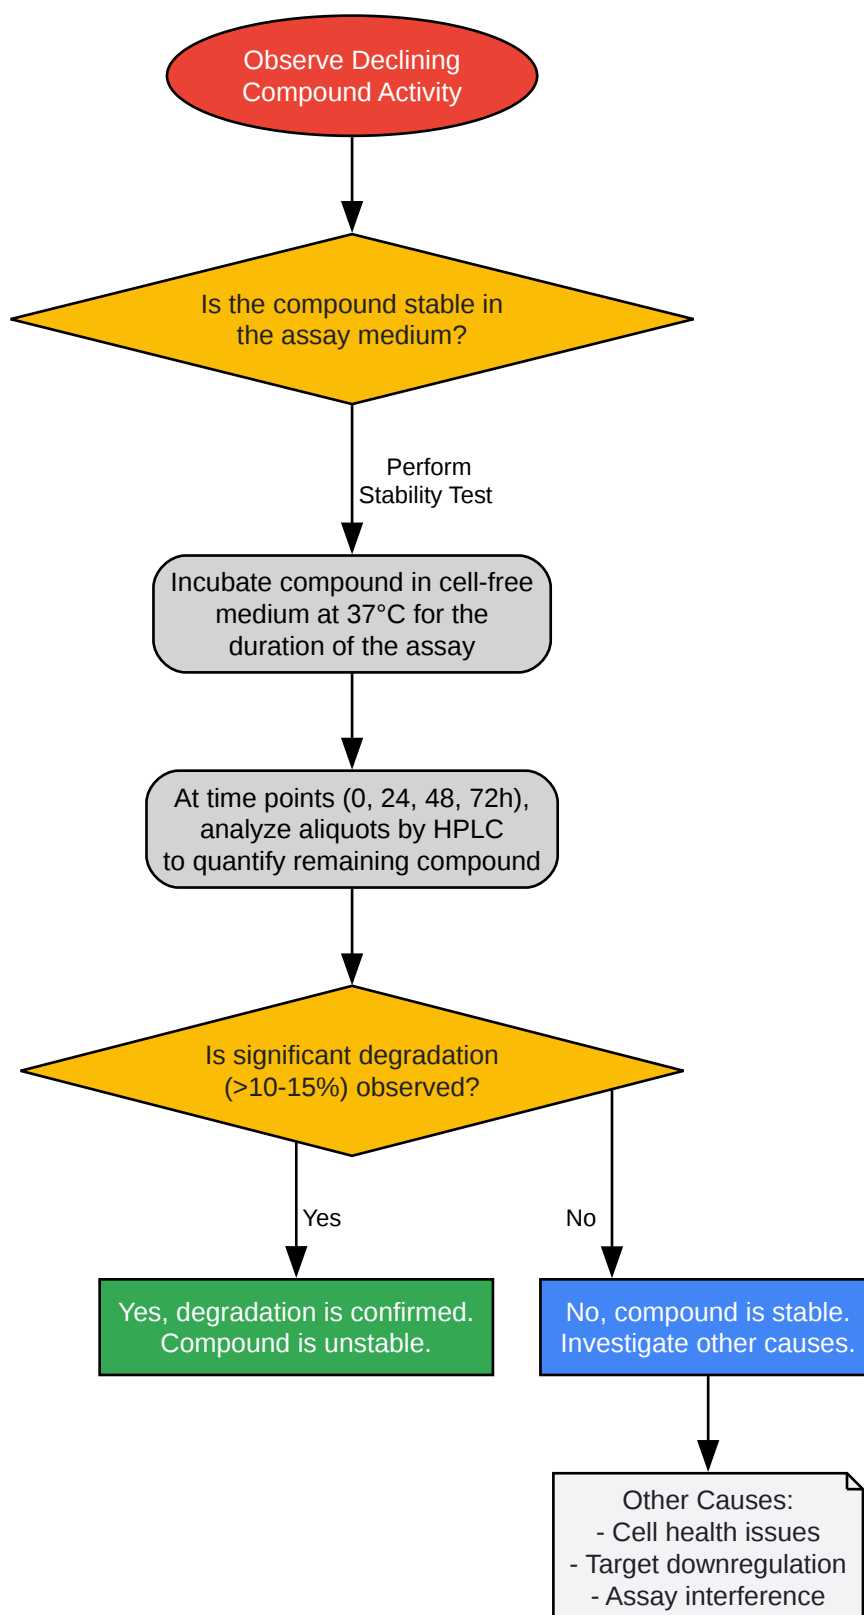 Observe Declining
Compound Activity
Is the compound stable in
the assay medium?
Perform
Stability Test
Incubate compound in cell-free
medium at 37°C for the
duration of the assay
At time points (0, 24, 48, 72h),
analyze aliquots by HPLC
to quantify remaining compound
Is significant degradation
(>10-15%) observed?
Yes
No
Yes, degradation is confirmed.
Compound is unstable.
No, compound is stable.
Investigate other causes.
Other Causes:
- Cell health issues
- Target downregulation
- Assay interference